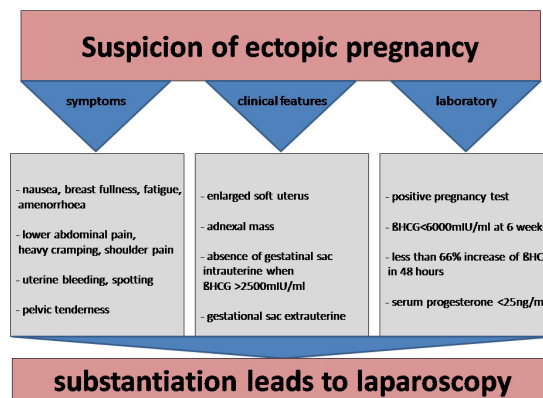 Suspicion of ectopic pregnancy
symptoms
clinical features
laboratory
- nausea, breast fullness, fatigue,
amenorrhoea
- lower abdominal pain,
heavy cramping, shoulder pain
- uterine bleeding, spotting
- pelvic tenderness
- enlarged soft uterus
- adnexal mass
- absence of gestatinal sac
intrauterine when
ßHCG >2500mIU/ml
- gestational sac extrauterine
- positive pregnancy test
- ßHCG<6000mIU/ml at 6 week
- less than 66% increase of ßHC
in 48 hours
- serum progesterone <25ng/m
substantiation leads to laparoscopy